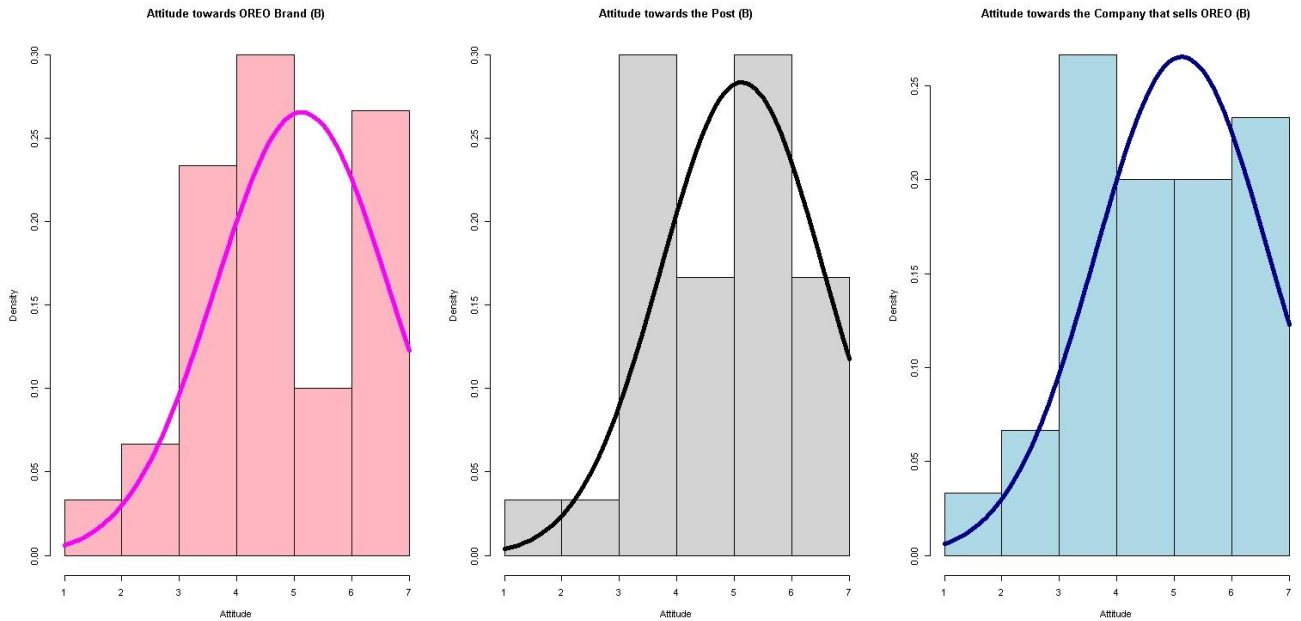 Attitude towards OREO Brand (B)
Density
0.00
0.05
0.10
0.15
0.20
0.25
0.30
1 2 3 4 5 6 7
Attitude
Attitude towards the Post (B)
Density
0.00
0.05
0.10
0.15
0.20
0.25
0.30
1 2 3 4 5 6 7
Attitude
Attitude towards the Company that sells OREO (B)
Density
0.00
0.05
0.10
0.15
0.20
0.25
1 2 3 4 5 6 7
Attitude